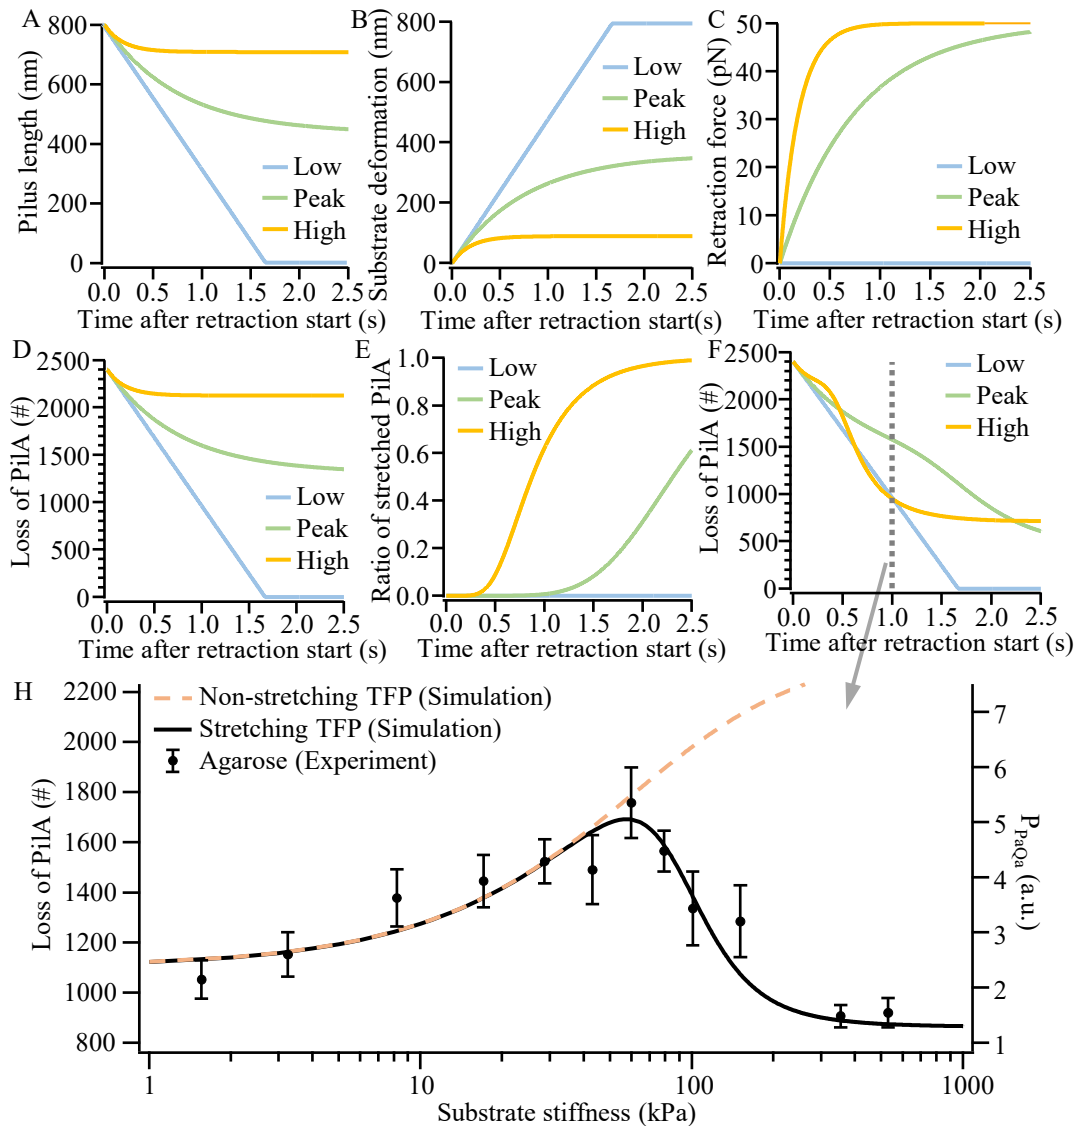 A
Pilus length (nm)
800
600
400
200
0
0.0 0.5 1.0 1.5 2.0 2.5
Time after retraction start (s)
Low
Peak
High
B
Substrate deformation (nm)
800
600
400
200
0
0.0 0.5 1.0 1.5 2.0 2.5
Time after retraction start(s)
Low
Peak
High
C
Retraction force (pN)
50
40
30
20
10
0
0.0 0.5 1.0 1.5 2.0 2.5
Time after retraction start (s)
Low
Peak
High
D
Loss of PilA (#)
2500
2000
1500
1000
500
0
0.0 0.5 1.0 1.5 2.0 2.5
Time after retraction start (s)
Low
Peak
High
E
Ratio of stretched PilA
1.0
0.8
0.6
0.4
0.2
0.0
0.0 0.5 1.0 1.5 2.0 2.5
Time after retraction start (s)
Low
Peak
High
F
Loss of PilA (#)
2500
2000
1500
1000
500
0
0.0 0.5 1.0 1.5 2.0 2.5
Time after retraction start (s)
Low
Peak
High
H
Loss of PilA (#)
2200
2000
1800
1600
1400
1200
1000
800
Non-stretching TFP (Simulation)
Stretching TFP (Simulation)
Agarose (Experiment)
7
6
5
4
3
2
1
P_PaQa (a.u.)
1 10 100 1000
Substrate stiffness (kPa)